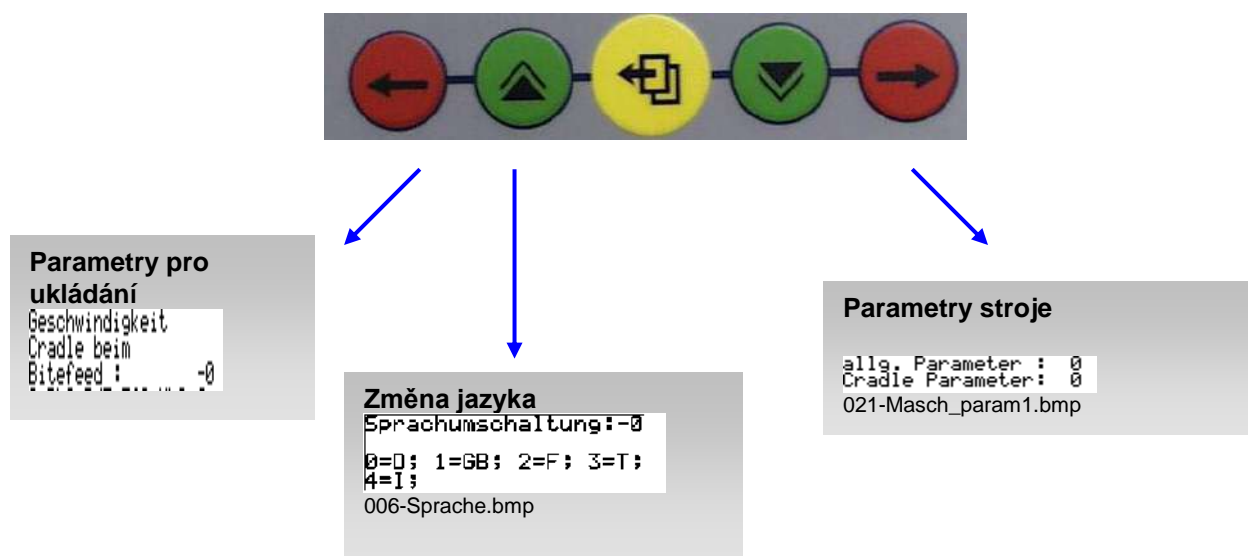 Parametry pro
ukládání
Geschwindigkeit
Cradle beim
Bitefeed : -0
Změna jazyka
Sprachumschaltung:-0
0=D; 1=GB; 2=F; 3=T;
4=I;
006-Sprache.bmp
Parametry stroje
allg. Parameter : 0
Cradle Parameter: 0
021-Masch_param1.bmp